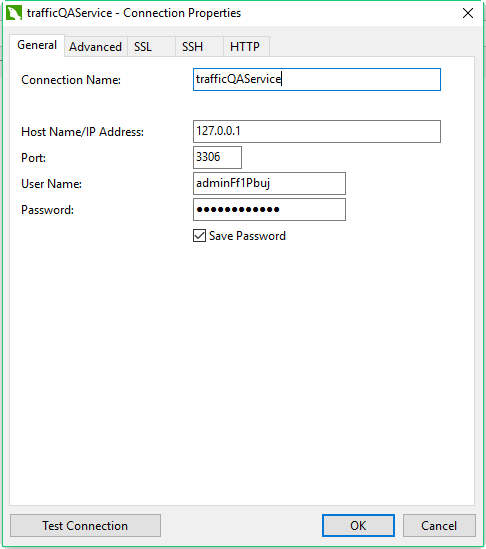 trafficQAService - Connection Properties
General Advanced SSL SSH HTTP
Connection Name: trafficQAService
Host Name/IP Address: 127.0.0.1
Port: 3306
User Name: adminFf1Pbuj
Password: ●●●●●●●●●●●●
Save Password
Test Connection OK Cancel